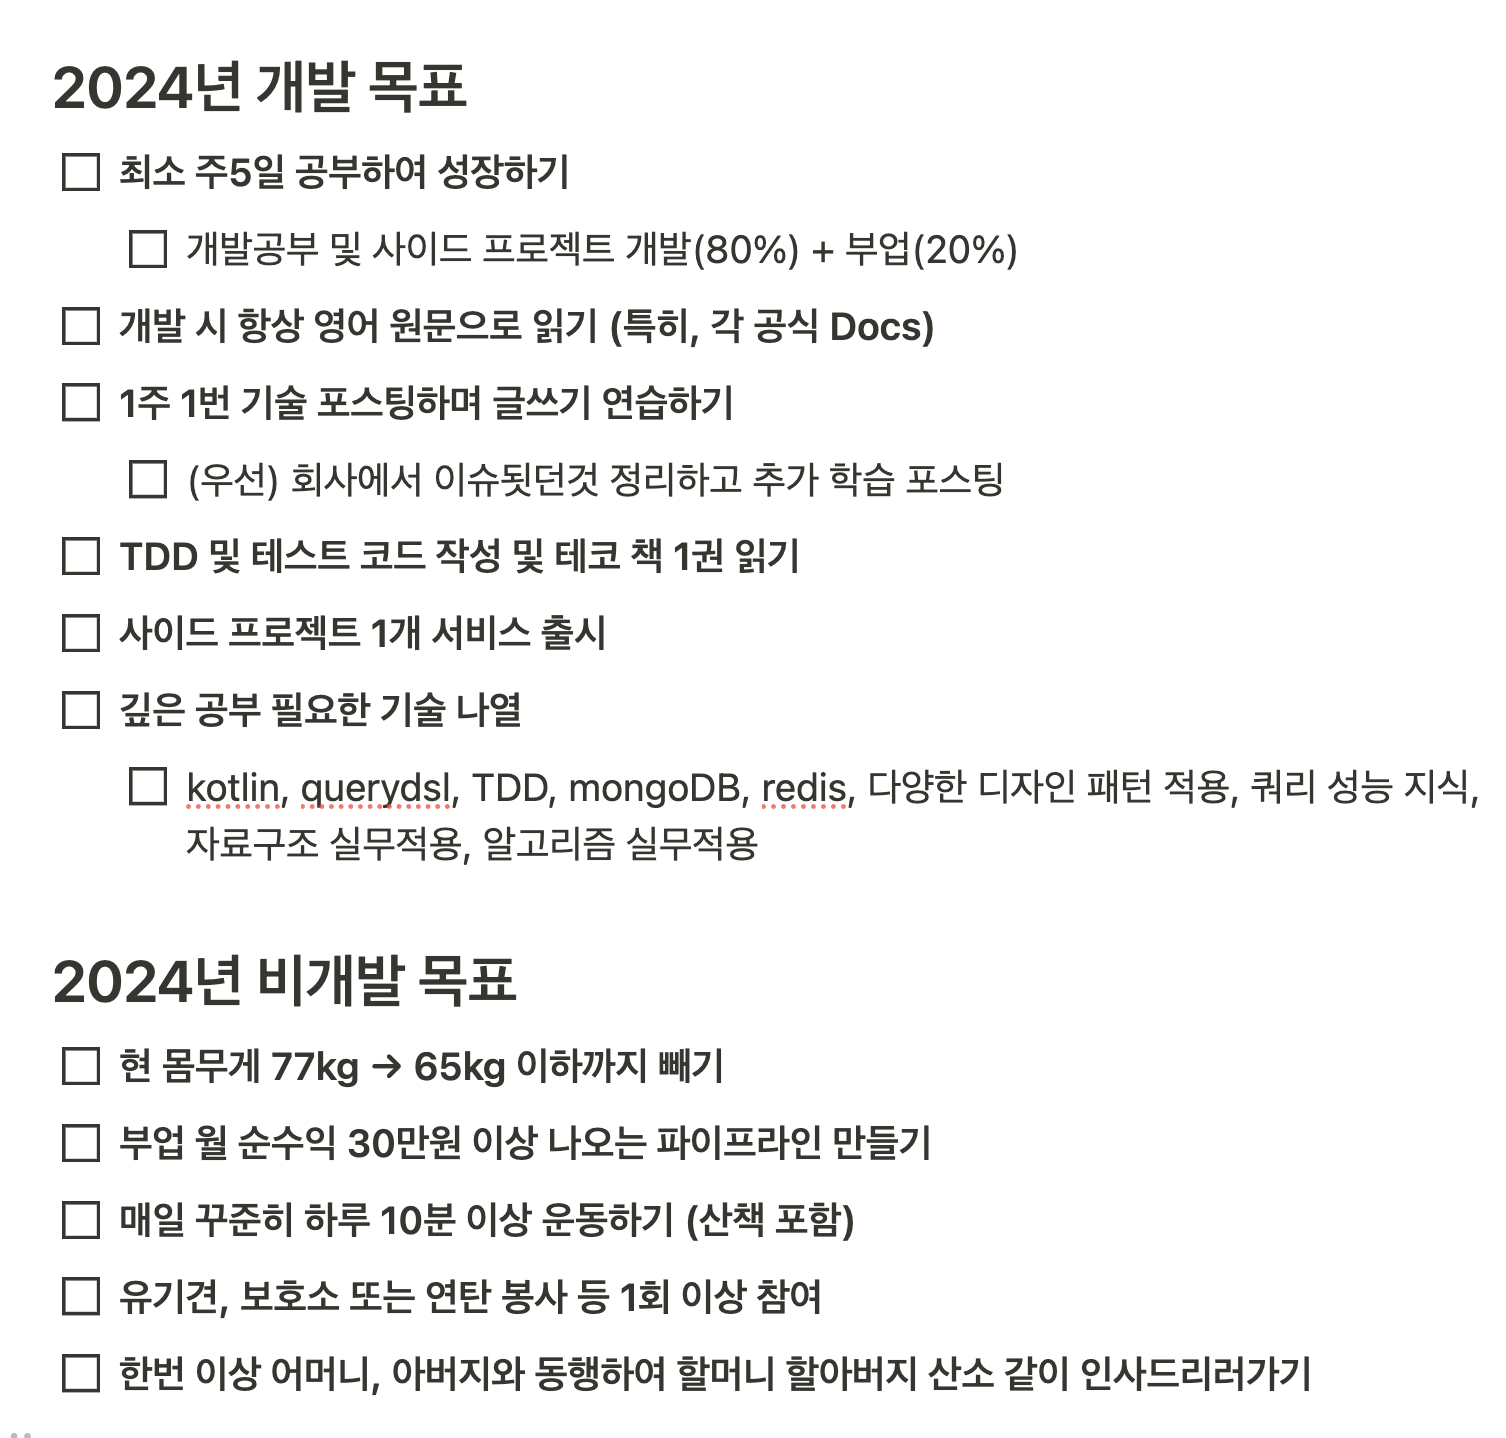 2024년 개발 목표
최소 주5일 공부하여 성장하기
개발공부 및 사이드 프로젝트 개발(80%) + 부업(20%)
개발 시 항상 영어 원문으로 읽기 (특히, 각 공식 Docs)
1주 1번 기술 포스팅하며 글쓰기 연습하기
(우선) 회사에서 이슈됫던것 정리하고 추가 학습 포스팅
TDD 및 테스트 코드 작성 및 테코 책 1권 읽기
사이드 프로젝트 1개 서비스 출시
깊은 공부 필요한 기술 나열
kotlin, querydsl, TDD, mongoDB, redis, 다양한 디자인 패턴 적용, 쿼리 성능 지식,
자료구조 실무적용, 알고리즘 실무적용
2024년 비개발 목표
현 몸무게 77kg → 65kg 이하까지 빼기
부업 월 순수익 30만원 이상 나오는 파이프라인 만들기
매일 꾸준히 하루 10분 이상 운동하기 (산책 포함)
유기견, 보호소 또는 연탄 봉사 등 1회 이상 참여
한번 이상 어머니, 아버지와 동행하여 할머니 할아버지 산소 같이 인사드리러가기